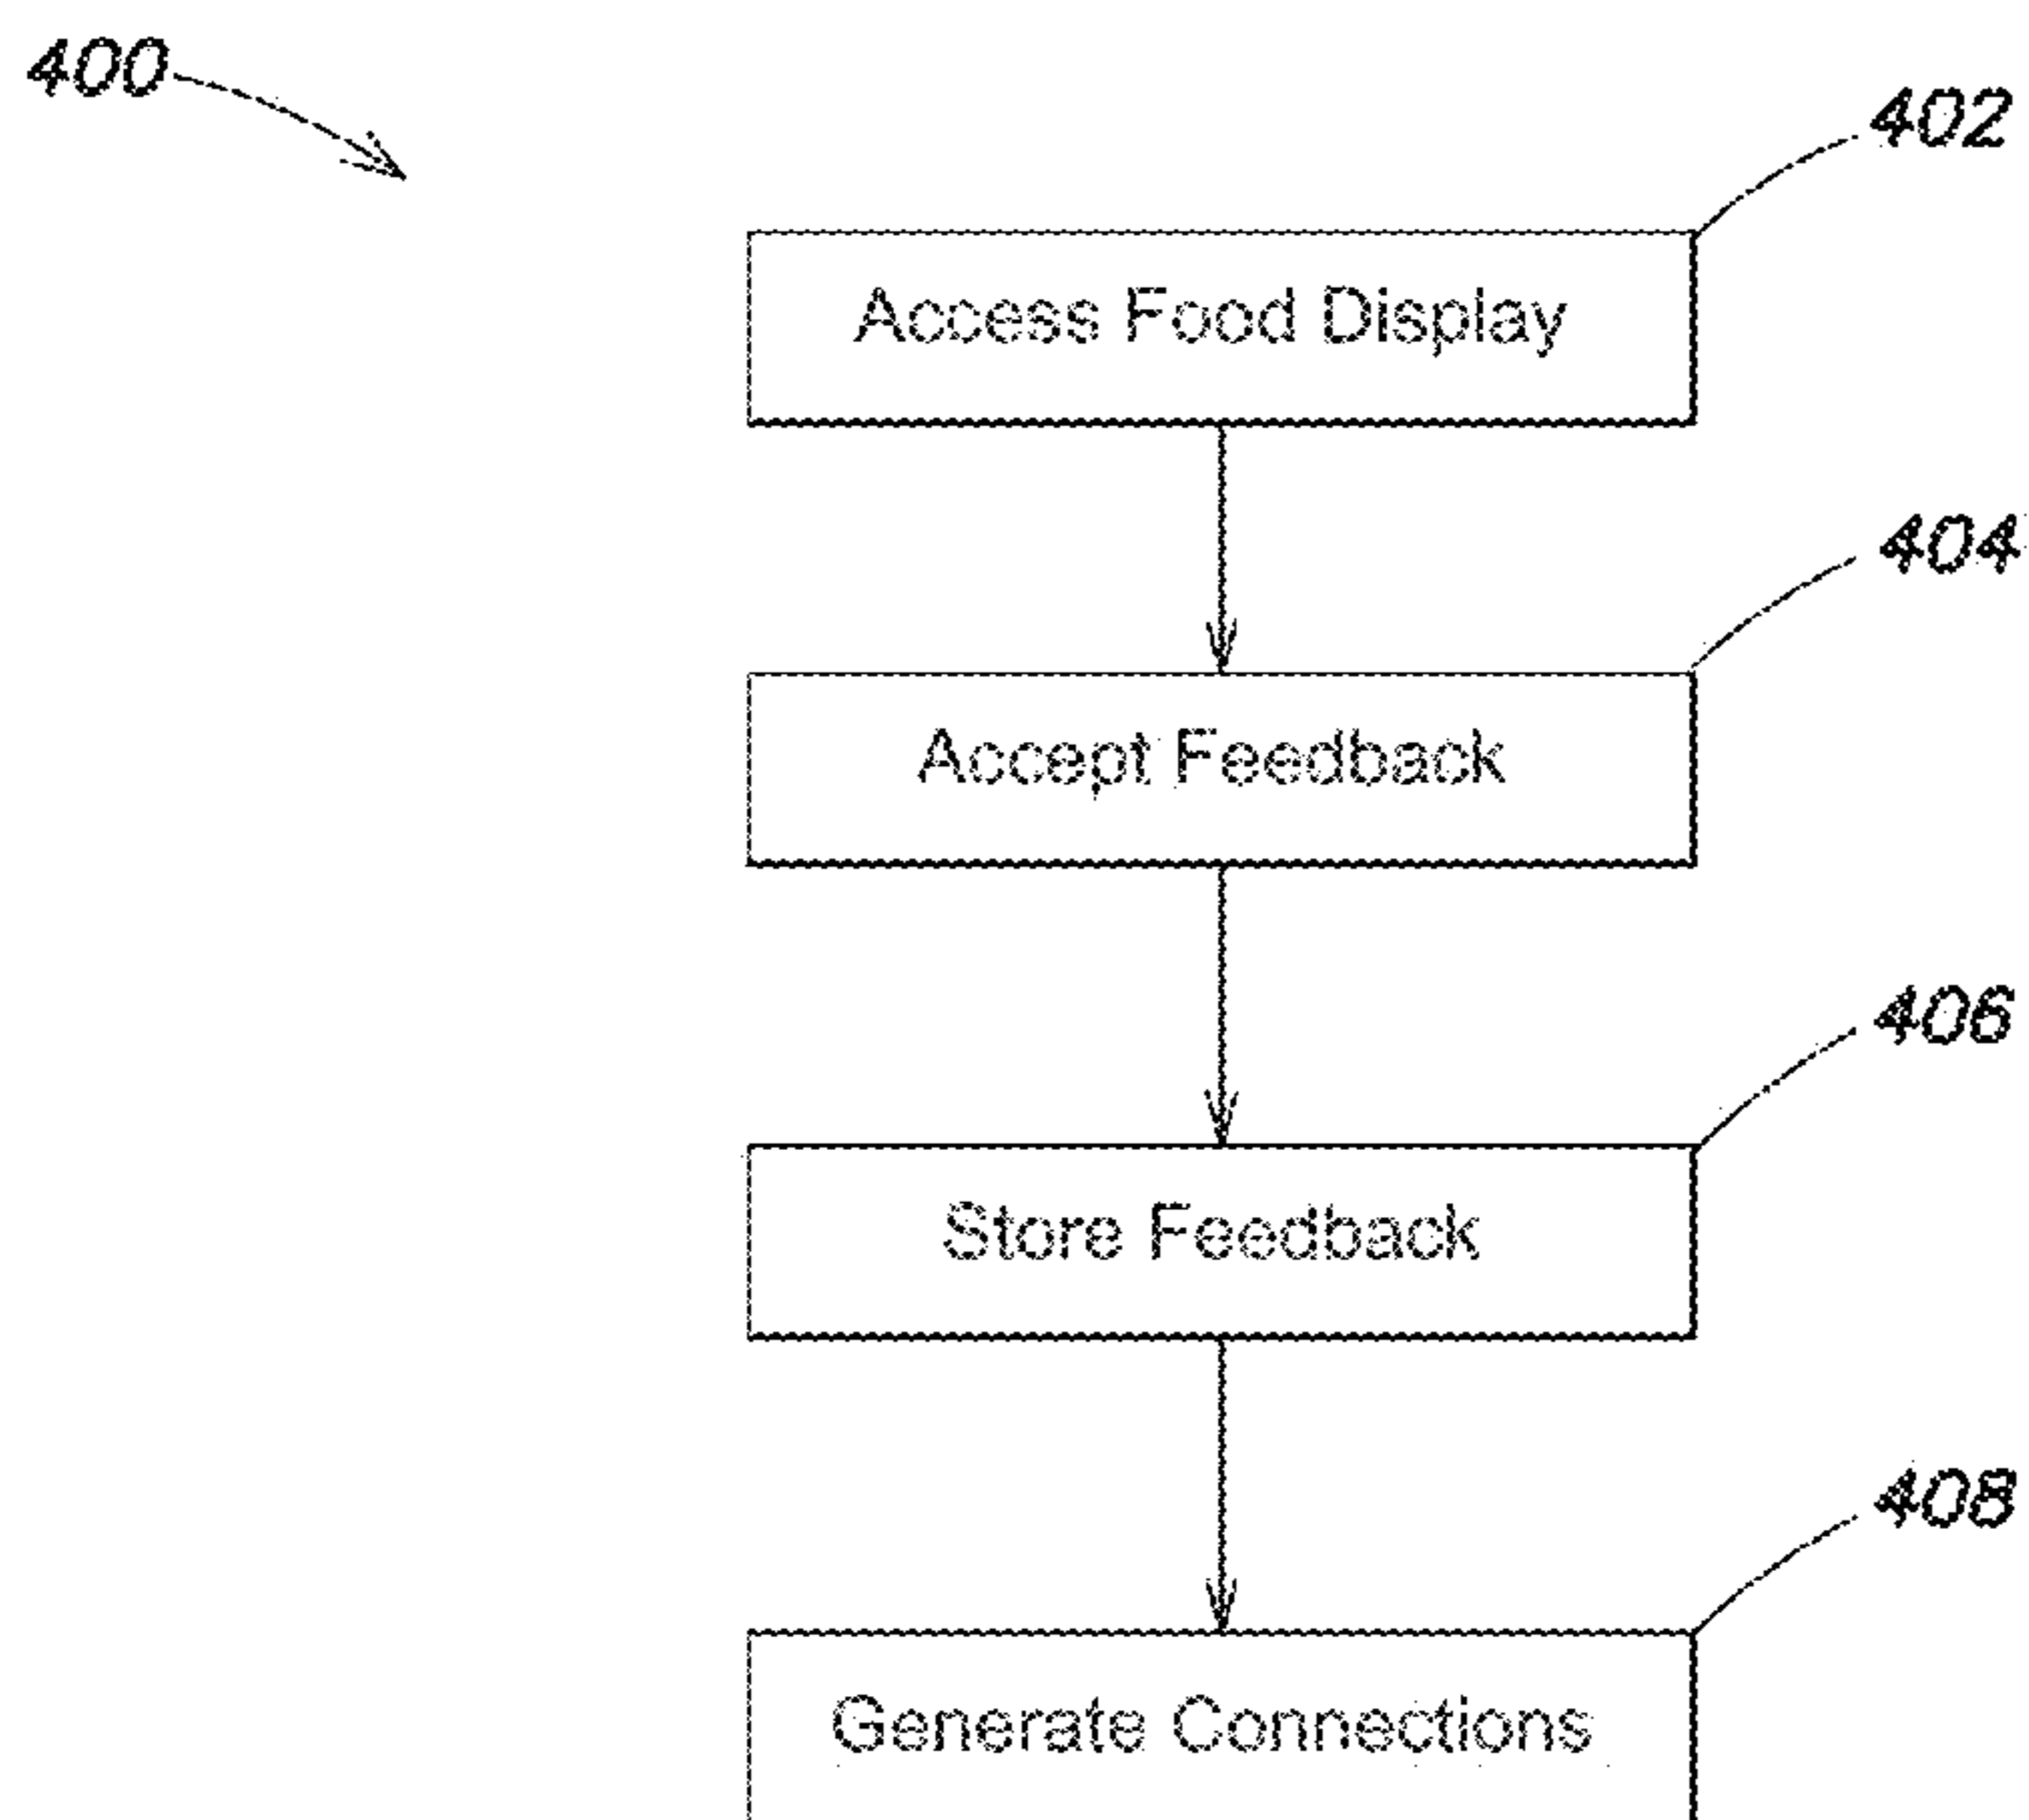 400
402
Access Food Display
404
Accept Feedback
406
Store Feedback
408
Generate Connections